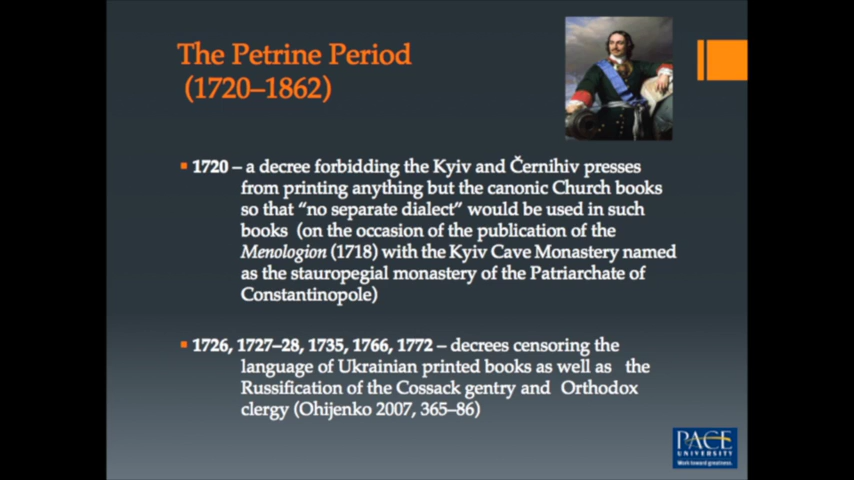 The Petrine Period
(1720–1862)
1720 – a decree forbidding the Kyiv and Černihiv presses
from printing anything but the canonic Church books
so that “no separate dialect” would be used in such
books (on the occasion of the publication of the
Menologion (1718) with the Kyiv Cave Monastery named
as the stauropegial monastery of the Patriarchate of
Constantinopole)
1726, 1727–28, 1735, 1766, 1772 – decrees censoring the
language of Ukrainian printed books as well as the
Russification of the Cossack gentry and Orthodox
clergy (Ohijenko 2007, 365–86)
PACE
UNIVERSITY
Work toward greatness.